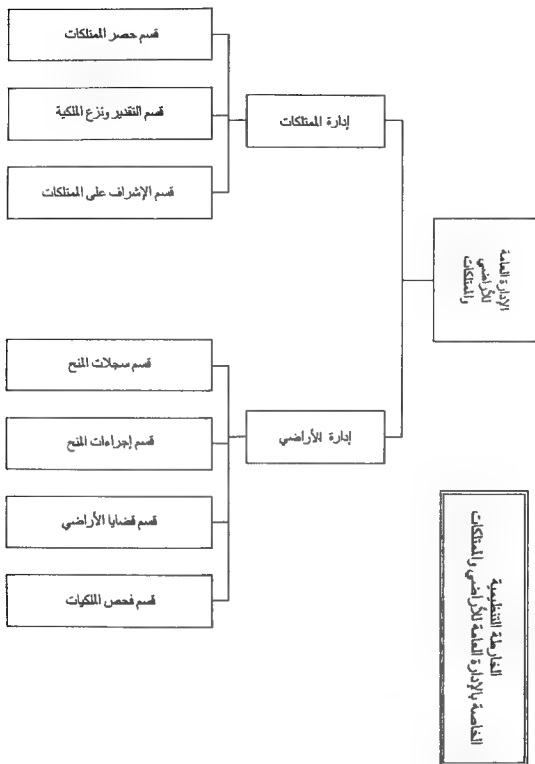 الخارطة التنظيمية
الخاصة بالإدارة العامة للأراضي والممتلكات
الإدارة العامة
للأراضي
والممتلكات
إدارة الممتلكات
قسم حصر الممتلكات
قسم التقدير ونزع الملكية
قسم الإشراف على الممتلكات
إدارة الأراضي
قسم سجلات المنح
قسم إجراءات المنح
قسم قضايا الأراضي
قسم فحص الملكيات